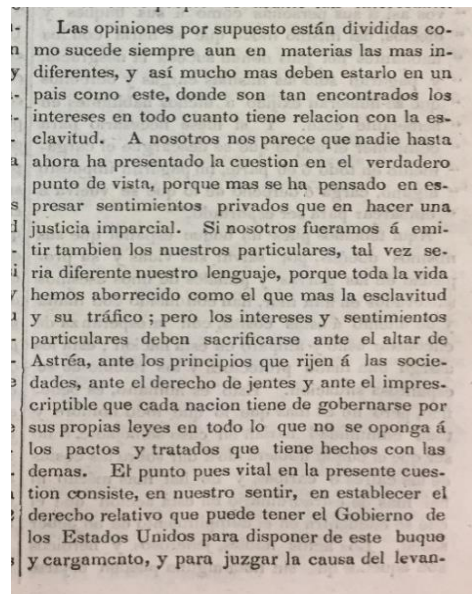 Las opiniones por supuesto están divididas co-
mo sucede siempre aun en materias las mas in-
diferentes, y así mucho mas deben estarlo en un
pais como este, donde son tan encontrados los
intereses en todo cuanto tiene relacion con la es-
clavitud. A nosotros nos parece que nadie hasta
ahora ha presentado la cuestion en el verdadero
punto de vista, porque mas se ha pensado en es-
presar sentimientos privados que en hacer una
justicia imparcial. Si nosotros fueramos á emi-
tir tambien los nuestros particulares, tal vez se-
ria diferente nuestro lenguaje, porque toda la vida
hemos aborrecido como el que mas la esclavitud
y su tráfico ; pero los intereses y sentimientos
particulares deben sacrificarse ante el altar de
Astréa, ante los principios que rijen á las socie-
dades, ante el derecho de jentes y ante el impres-
criptible que cada nacion tiene de gobernarse por
sus propias leyes en todo lo que no se oponga á
los pactos y tratados que tiene hechos con las
demas. El punto pues vital en la presente cues-
tion consiste, en nuestro sentir, en establecer el
derecho relativo que puede tener el Gobierno de
los Estados Unidos para disponer de este buque
y cargamento, y para juzgar la causa del levan-